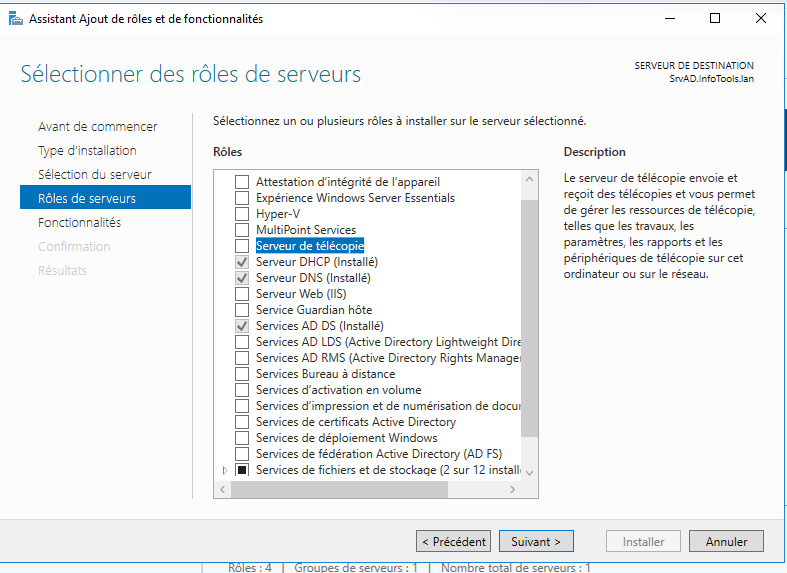 Assistant Ajout de rôles et de fonctionnalités
Sélectionner des rôles de serveurs
SERVEUR DE DESTINATION
SrvAD.InfoTools.lan
Avant de commencer
Type d'installation
Sélection du serveur
Rôles de serveurs
Fonctionnalités
Confirmation
Résultats
Sélectionnez un ou plusieurs rôles à installer sur le serveur sélectionné.
Rôles
Attestation d'intégrité de l'appareil
Expérience Windows Server Essentials
Hyper-V
MultiPoint Services
Serveur de télécopie
Serveur DHCP (Installé)
Serveur DNS (Installé)
Serveur Web (IIS)
Service Guardian hôte
Services AD DS (Installé)
Services AD LDS (Active Directory Lightweight Dire
Services AD RMS (Active Directory Rights Manager
Services Bureau à distance
Services d'activation en volume
Services d'impression et de numérisation de docu
Services de certificats Active Directory
Services de déploiement Windows
Services de fédération Active Directory (AD FS)
Services de fichiers et de stockage (2 sur 12 install
Description
Le serveur de télécopie envoie et
reçoit des télécopies et vous permet
de gérer les ressources de télécopie,
telles que les travaux, les
paramètres, les rapports et les
périphériques de télécopie sur cet
ordinateur ou sur le réseau.
< Précédent
Suivant >
Installer
Annuler
Rôles : 4 | Groupes de serveurs : 1 | Nombre total de serveurs : 1